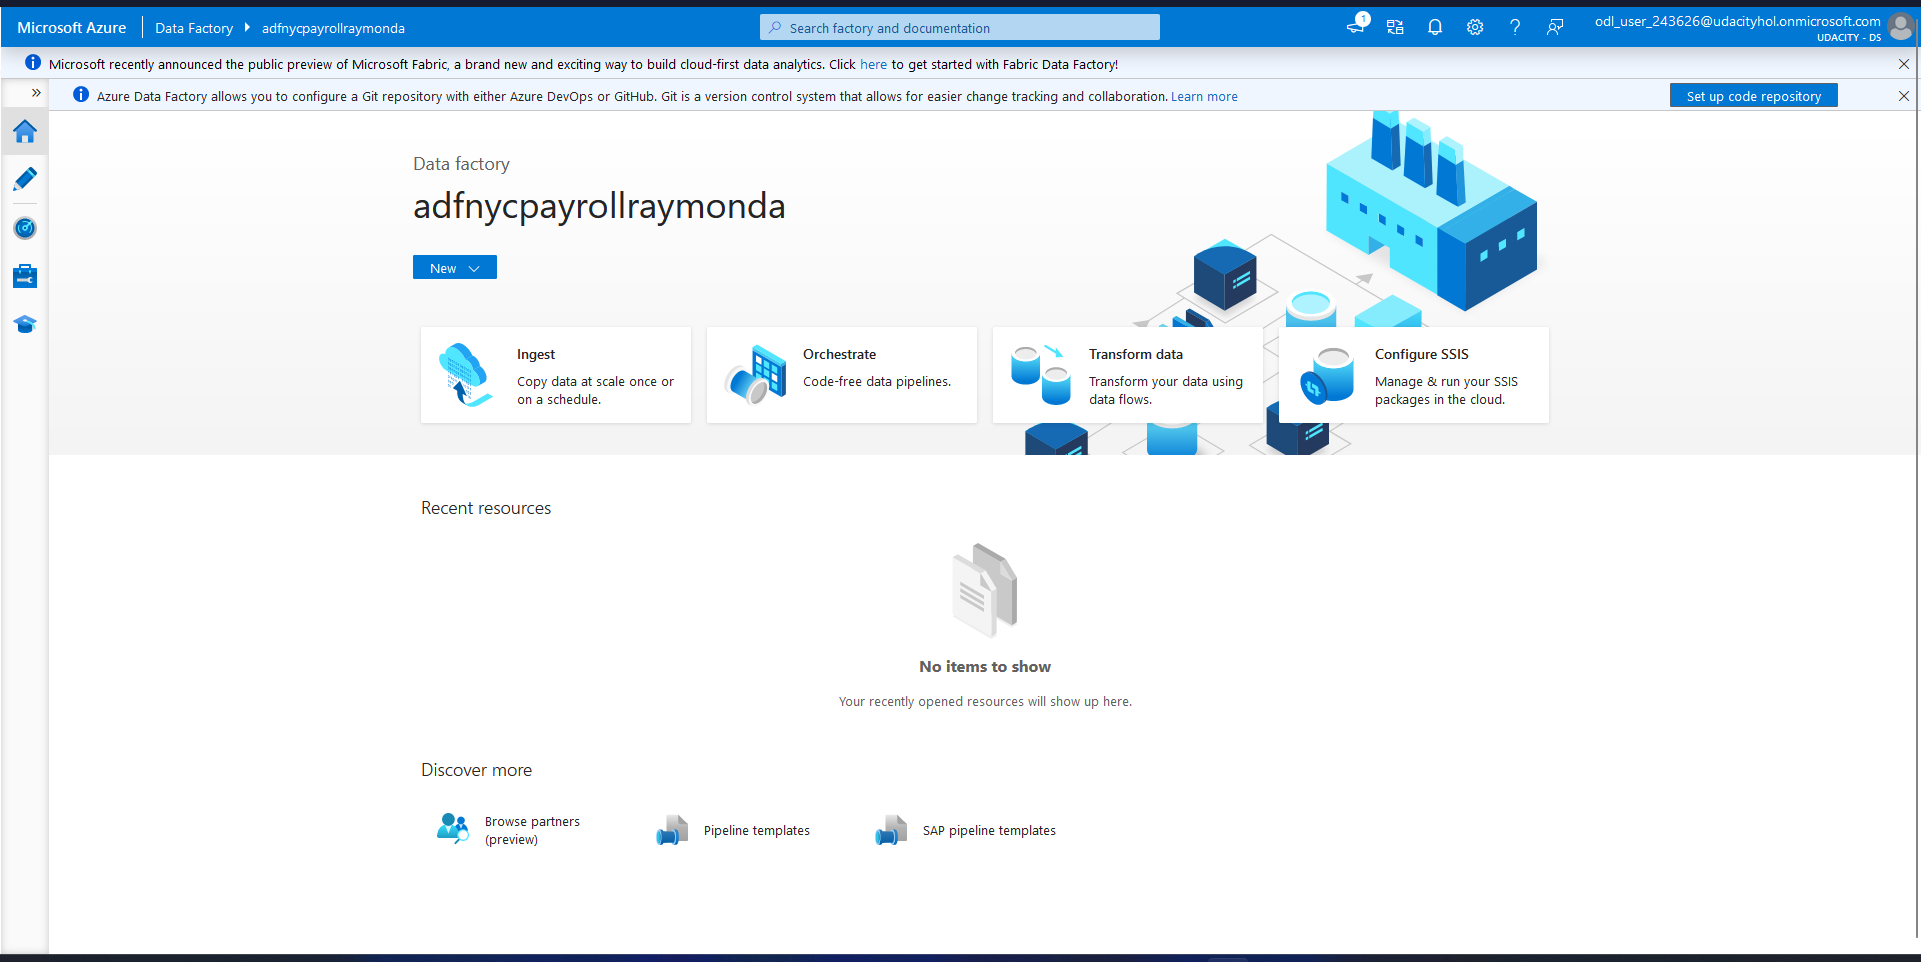 Microsoft Azure
Data Factory
adfnycpayrollraymonda
Search factory and documentation
1
odl_user_243626@udacityhol.onmicrosoft.com
UDACITY - DS
Microsoft recently announced the public preview of Microsoft Fabric, a brand new and exciting way to build cloud-first data analytics. Click here to get started with Fabric Data Factory!
Azure Data Factory allows you to configure a Git repository with either Azure DevOps or GitHub. Git is a version control system that allows for easier change tracking and collaboration. Learn more
Set up code repository
Data factory
adfnycpayrollraymonda
New
Ingest
Copy data at scale once or
on a schedule.
Orchestrate
Code-free data pipelines.
Transform data
Transform your data using
data flows.
Configure SSIS
Manage & run your SSIS
packages in the cloud.
Recent resources
No items to show
Your recently opened resources will show up here.
Discover more
Browse partners
(preview)
Pipeline templates
SAP pipeline templates